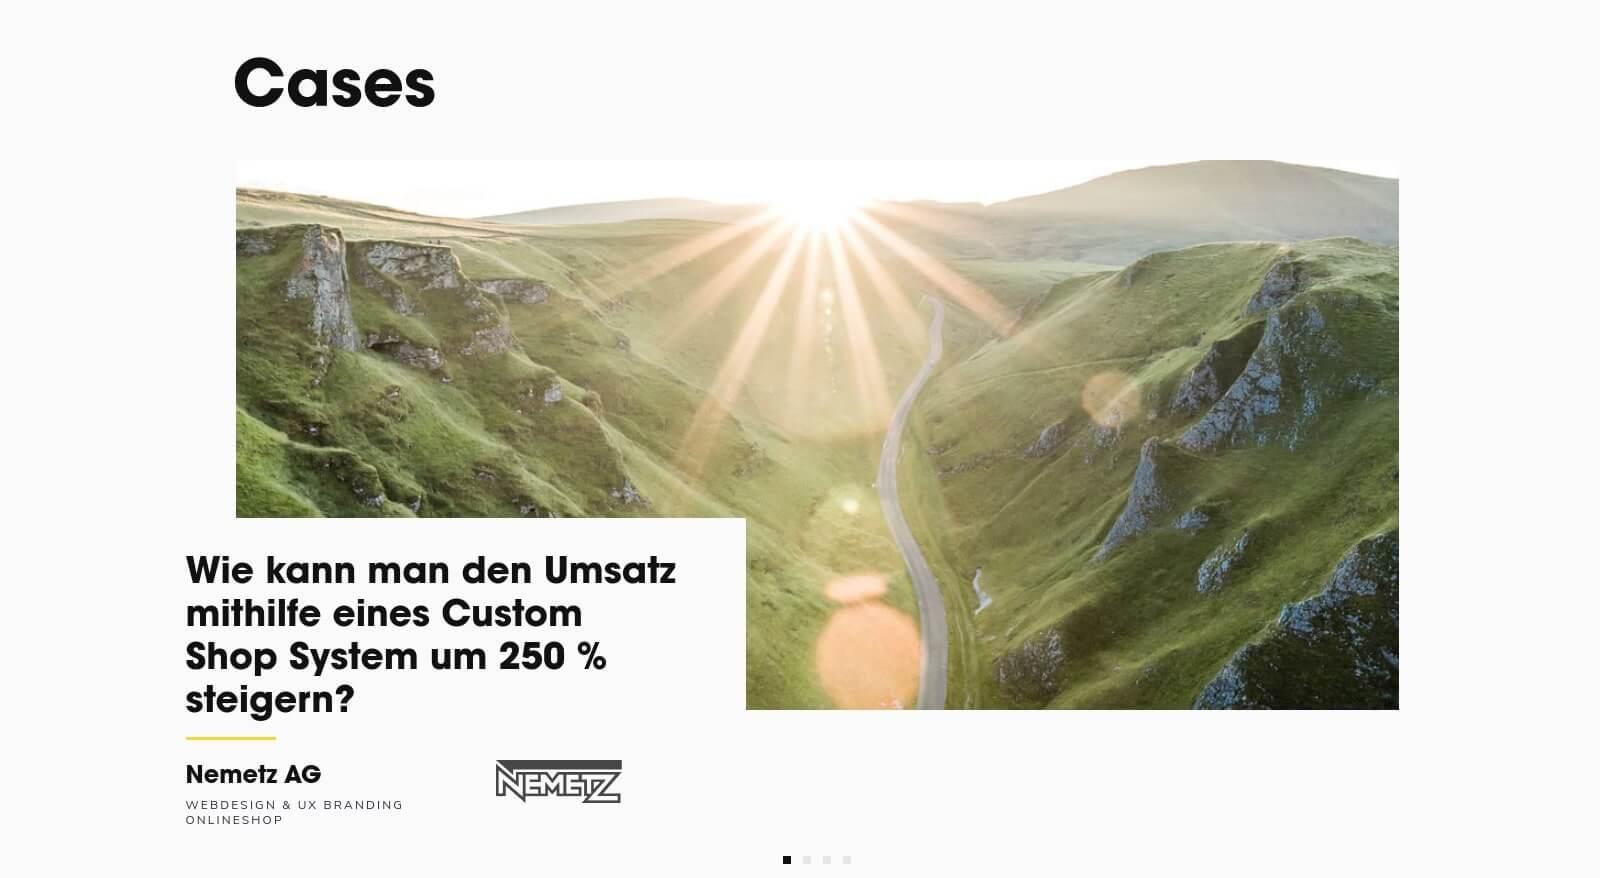 Cases
Wie kann man den Umsatz
mithilfe eines Custom
Shop System um 250 %
steigern?
Nemetz AG
NEMETZ
WEBDESIGN & UX BRANDING
ONLINESHOP